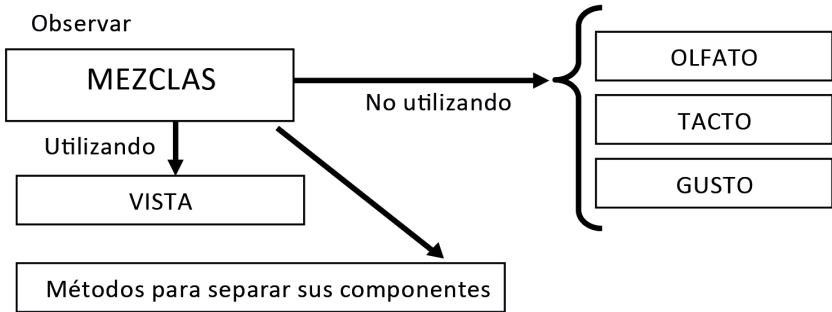 Observar
MEZCLAS
No utilizando
OLFATO
TACTO
GUSTO
Utilizando
VISTA
Métodos para separar sus componentes